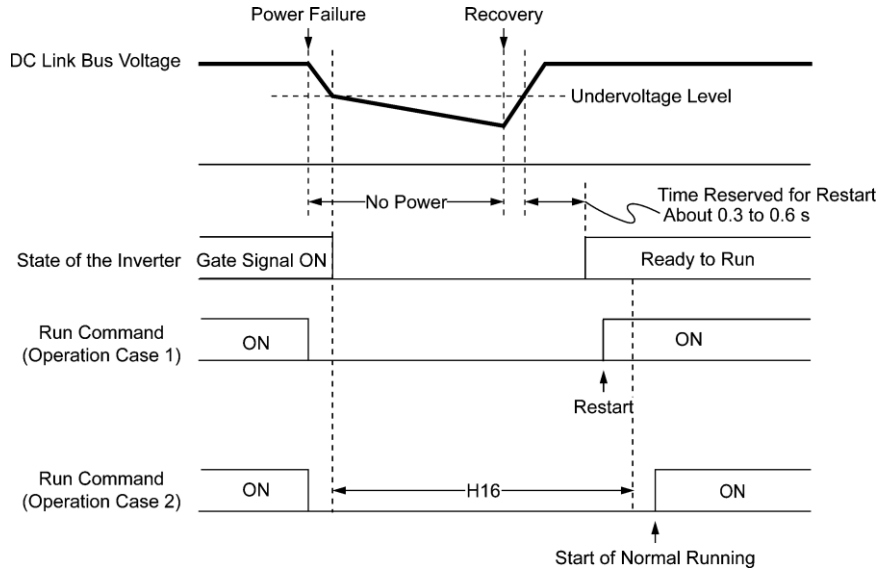 Power Failure
Recovery
DC Link Bus Voltage
Undervoltage Level
No Power
Time Reserved for Restart
About 0.3 to 0.6 s
State of the Inverter
Gate Signal ON
Ready to Run
Run Command
(Operation Case 1)
ON
ON
Restart
Run Command
(Operation Case 2)
ON
H16
ON
Start of Normal Running